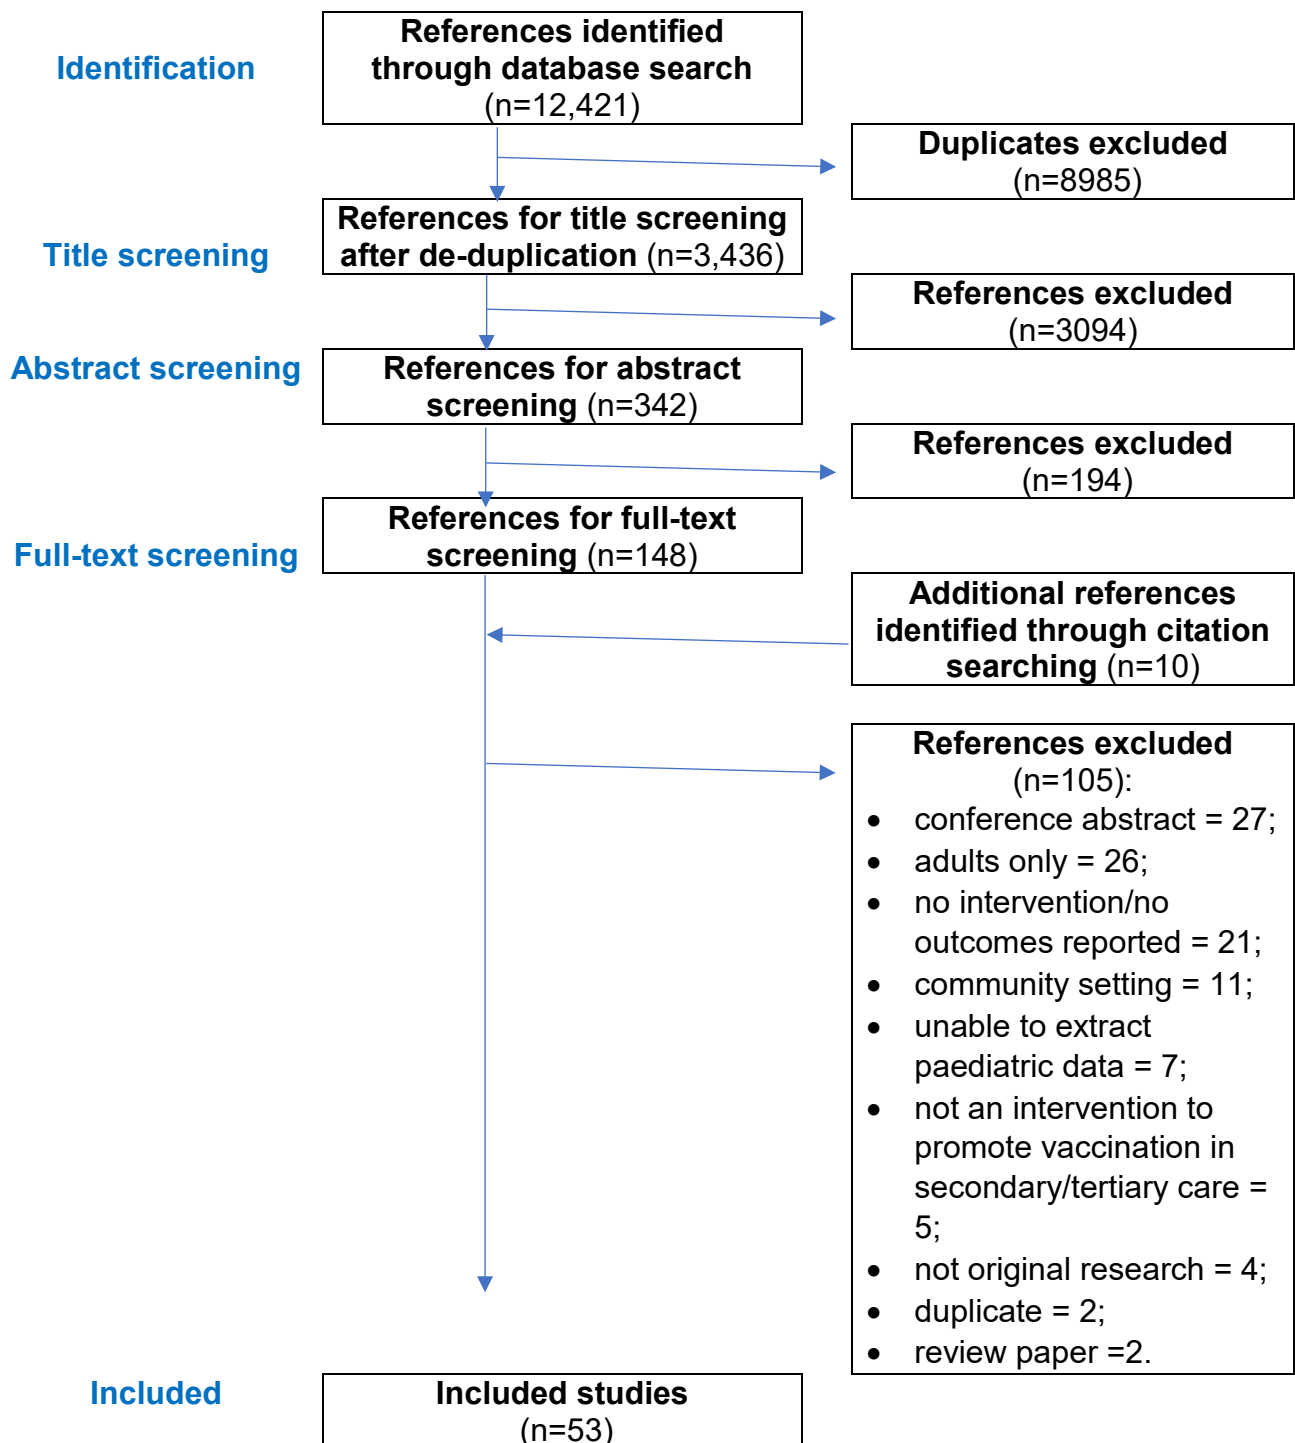 Identification
References identified
through database search
(n=12,421)
Duplicates excluded
(n=8985)
Title screening
References for title screening
after de-duplication (n=3,436)
References excluded
(n=3094)
Abstract screening
References for abstract
screening (n=342)
References excluded
(n=194)
Full-text screening
References for full-text
screening (n=148)
Additional references
identified through citation
searching (n=10)
References excluded
(n=105):
• conference abstract = 27;
• adults only = 26;
• no intervention/no
outcomes reported = 21;
• community setting = 11;
• unable to extract
paediatric data = 7;
• not an intervention to
promote vaccination in
secondary/tertiary care =
5;
• not original research = 4;
• duplicate = 2;
• review paper =2.
Included
Included studies
(n=53)